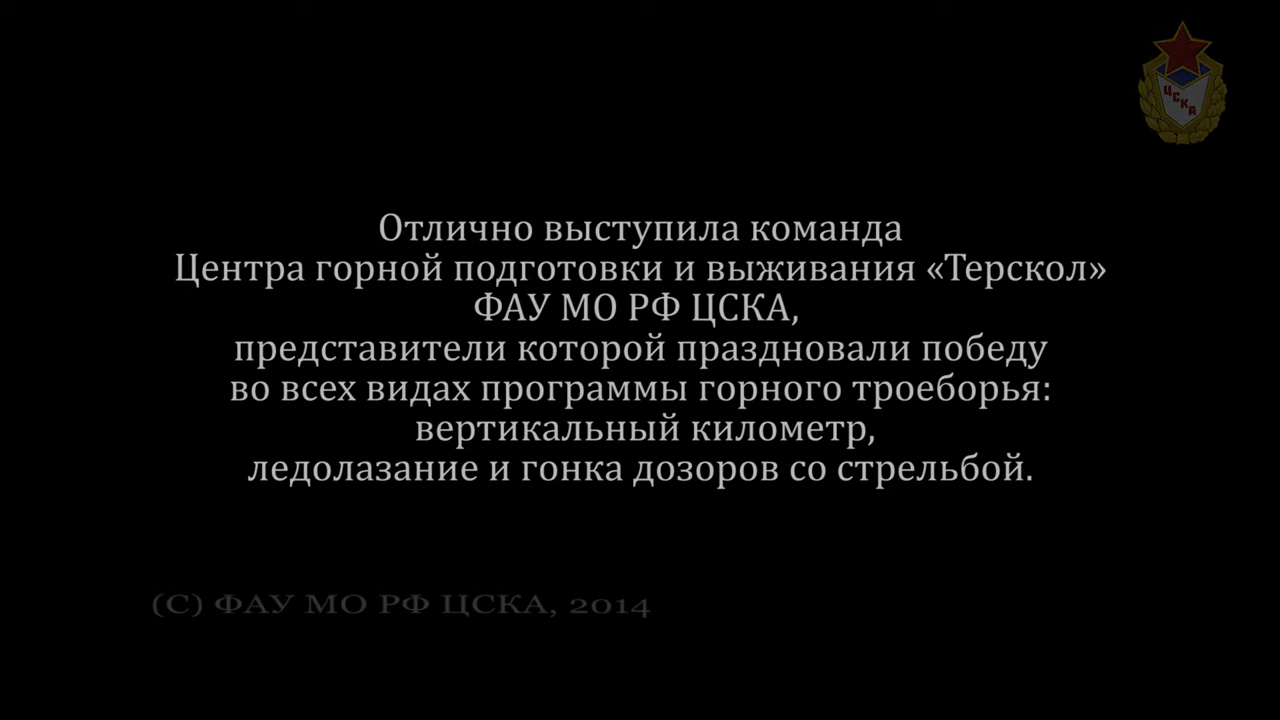 ЦСКА
Отлично выступила команда
Центра горной подготовки и выживания «Терскол»
ФАУ МО РФ ЦСКА,
представители которой праздновали победу
во всех видах программы горного троеборья:
вертикальный километр,
ледолазание и гонка дозоров со стрельбой.
(С) ФАУ МО РФ ЦСКА, 2014